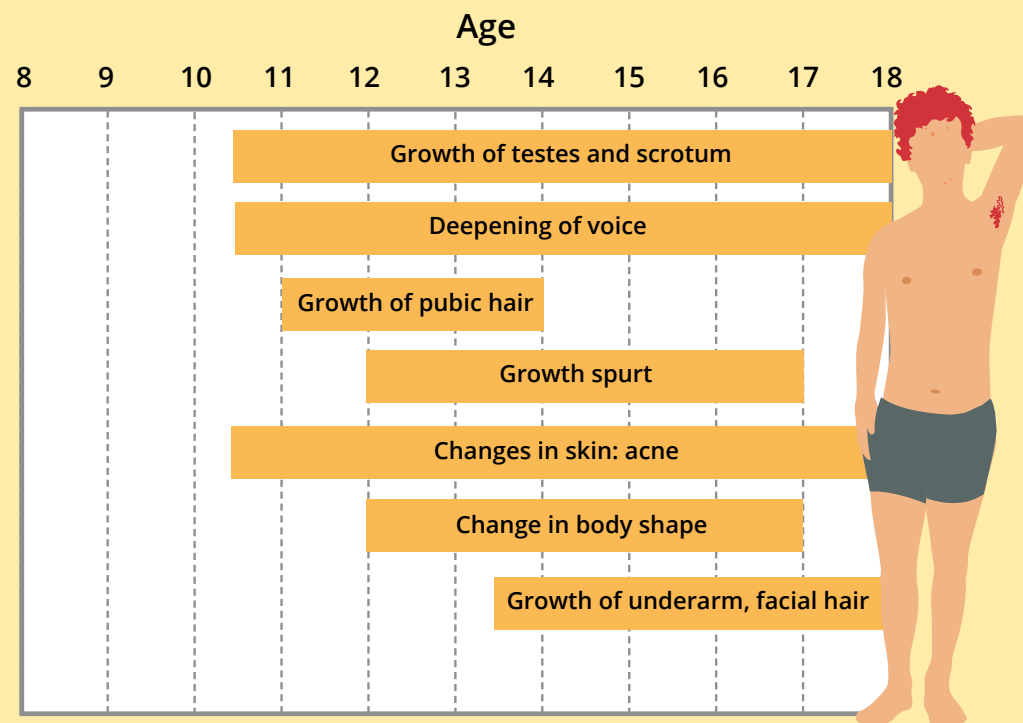 Age
8 9 10 11 12 13 14 15 16 17 18
Growth of testes and scrotum
Deepening of voice
Growth of pubic hair
Growth spurt
Changes in skin: acne
Change in body shape
Growth of underarm, facial hair